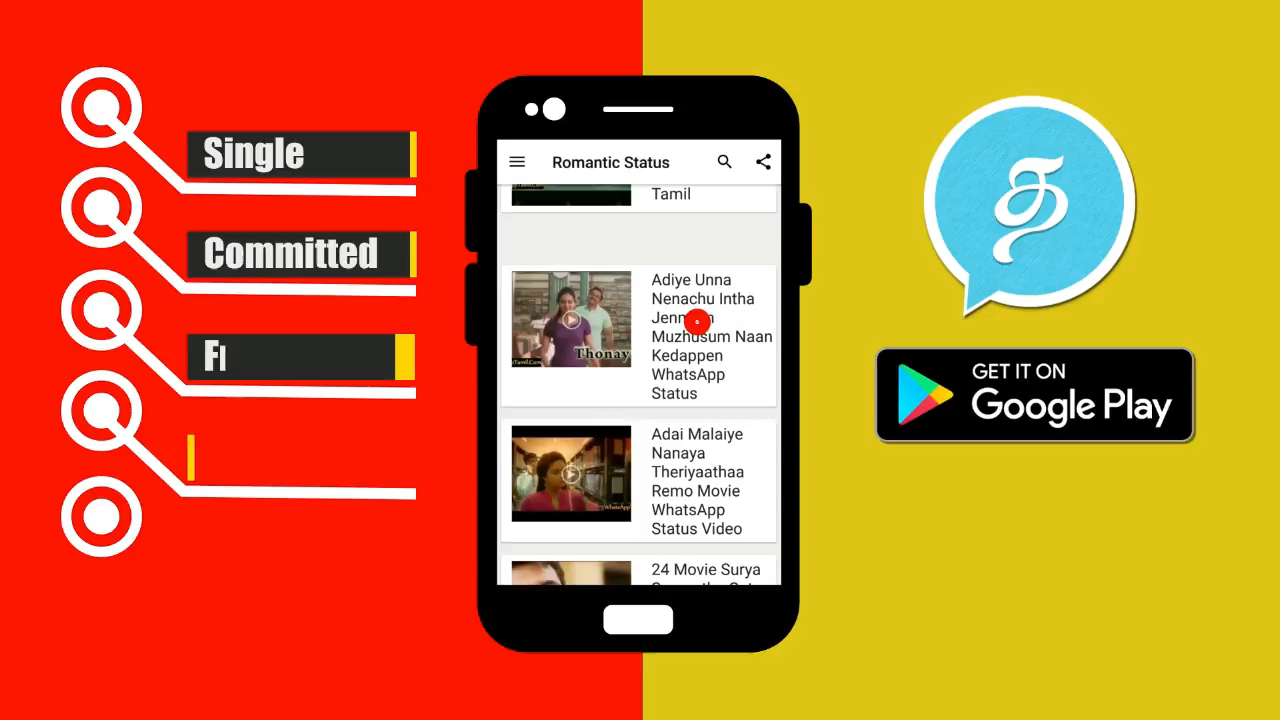 Single
Committed
Romantic Status
Tamil
Adiye Unna
Nenachu Intha
Muzhusum Naan
Kedappen
WhatsApp
Status
Thonay
Adai Malaiye
Nanaya
Theriyaathaa
Remo Movie
WhatsApp
Status Video
WhatsApp
24 Movie Surya
த
GET IT ON
Google Play